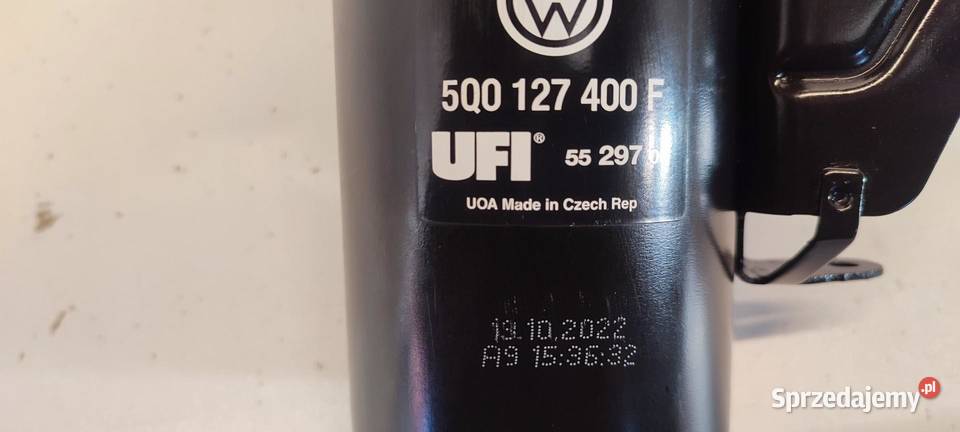 VW
5Q0 127 400 F
UFI® 55 297
UOA Made in Czech Rep
13.10.2022
A9 15:36:32
Sprzedajemy.pl